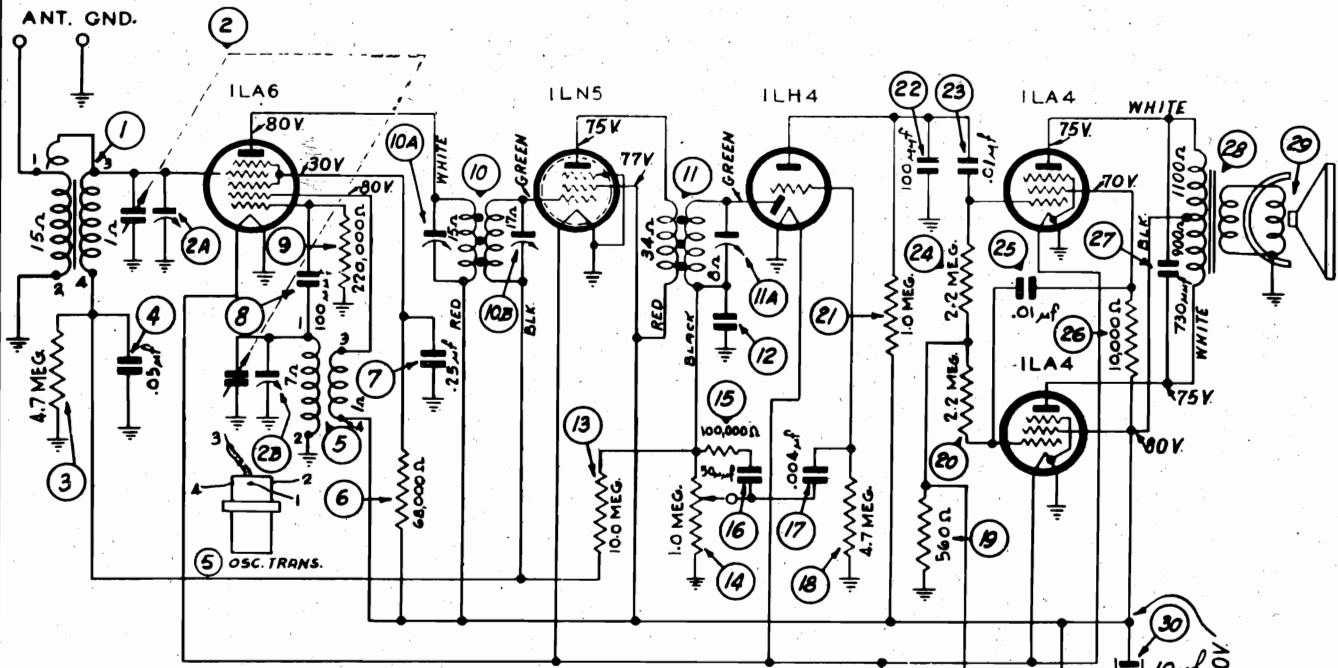 ANT. GND.
2
1LA6
1LN5
1LH4
22
23
1LA4
WHITE
1
3
80V.
10A
WHITE
10
GREEN
75V.
77V.
11
GREEN
100 µµf
.01µf
75V.
1100Ω
28
29
30V
80V.
70V.
15Ω
1Ω
2A
9
220,000Ω
15Ω
17Ω
34Ω
8Ω
24
2.2 MEG.
25
27
BLK.
900Ω
2
4
4
8
100µµf
10B
11A
21
1.0 MEG.
.01µf
730µµf
.05µf
1
3
RED
BLK
RED
BLACK
12
26
10,000Ω
WHITE
4.7 MEG.
7Ω
1Ω
7
.25µf
1LA4
2.2 MEG.
75V.
3
2B
2
5
4
13
15
100,000Ω
50µµf
.004µf
20
80V.
3
4
2
1
6
68,000Ω
10.0 MEG.
1.0 MEG.
16
17
4.7 MEG.
560Ω
19
5 OSC. TRANS.
14
18
30
10µf